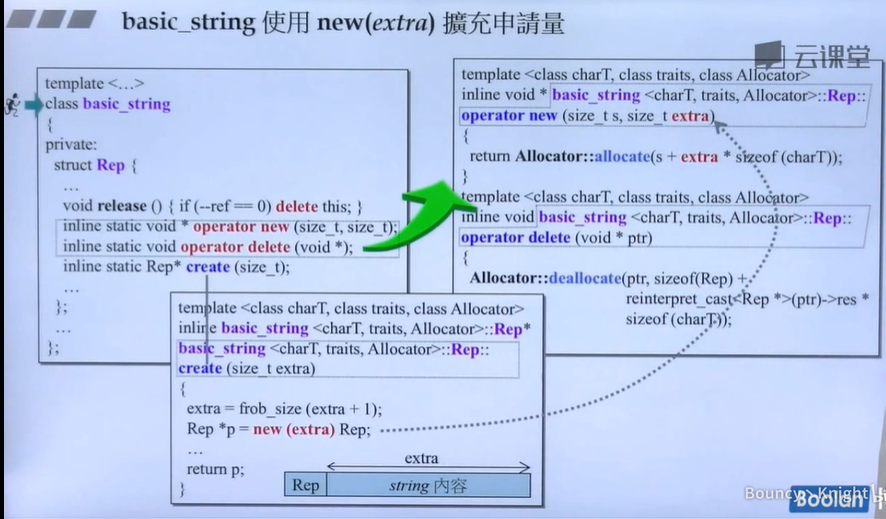 basic_string 使用 new(extra) 擴充申請量
云课堂
template <...>
class basic_string
{
private:
struct Rep {
...
void release () { if (--ref == 0) delete this; }
inline static void * operator new (size_t, size_t);
inline static void operator delete (void *);
inline static Rep* create (size_t);
...
};
...
};
template <class charT, class traits, class Allocator>
inline void * basic_string <charT, traits, Allocator>::Rep::
operator new (size_t s, size_t extra)
{
return Allocator::allocate(s + extra * sizeof (charT));
}
template <class charT, class traits, class Allocator>
inline void basic_string <charT, traits, Allocator>::Rep::
operator delete (void * ptr)
{
Allocator::deallocate(ptr, sizeof(Rep) +
reinterpret_cast<Rep *>(ptr)->res *
sizeof (charT));
}
template <class charT, class traits, class Allocator>
inline basic_string <charT, traits, Allocator>::Rep*
basic_string <charT, traits, Allocator>::Rep::
create (size_t extra)
{
extra = frob_size (extra + 1);
Rep *p = new (extra) Rep;
...
return p;
}
extra
Rep string 內容
Bouncy、Knight
Boolan